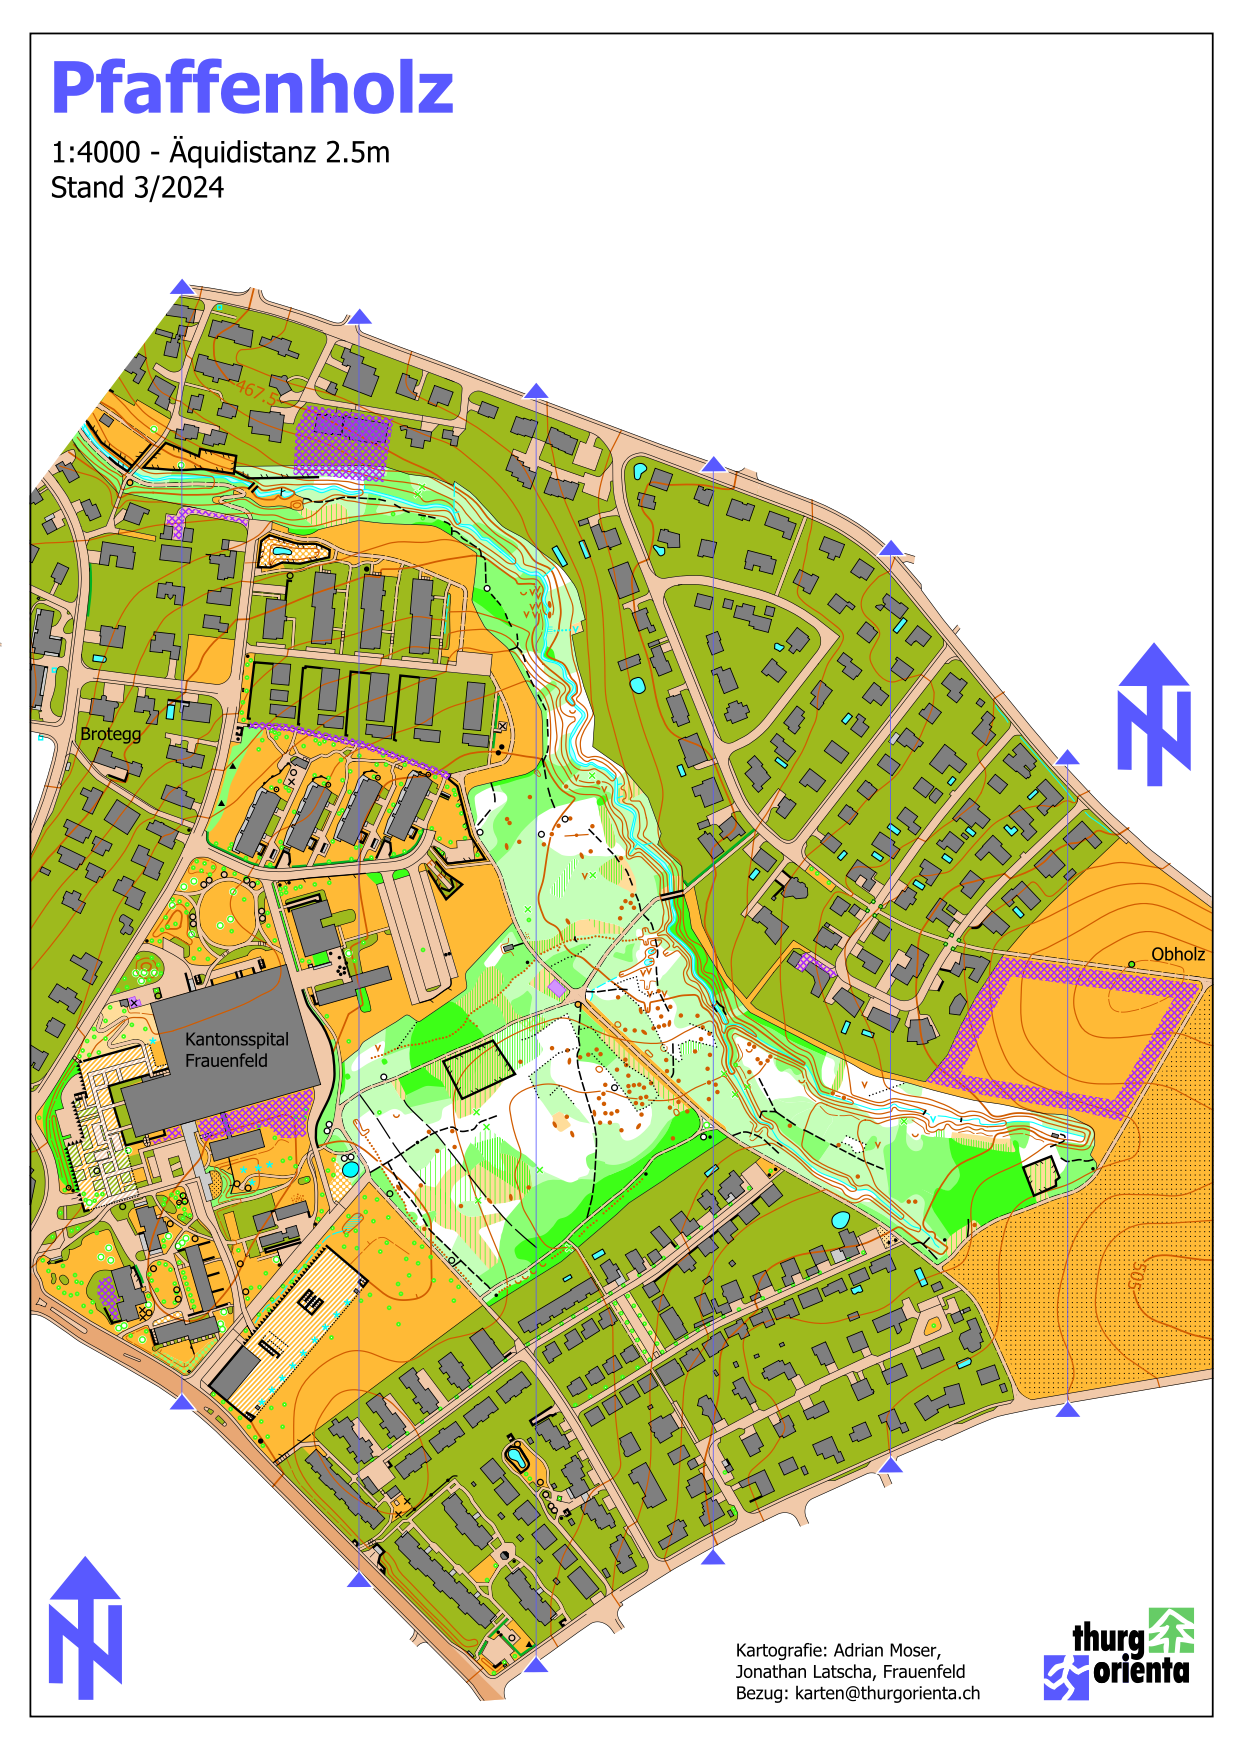 Pfaffenholz
1:4000 - Äquidistanz 2.5m
Stand 3/2024
467.5
Brotegg
Obholz
Kantonsspital
Frauenfeld
505
N
N
Kartografie: Adrian Moser,
Jonathan Latscha, Frauenfeld
Bezug: karten@thurgorienta.ch
thurg
orienta